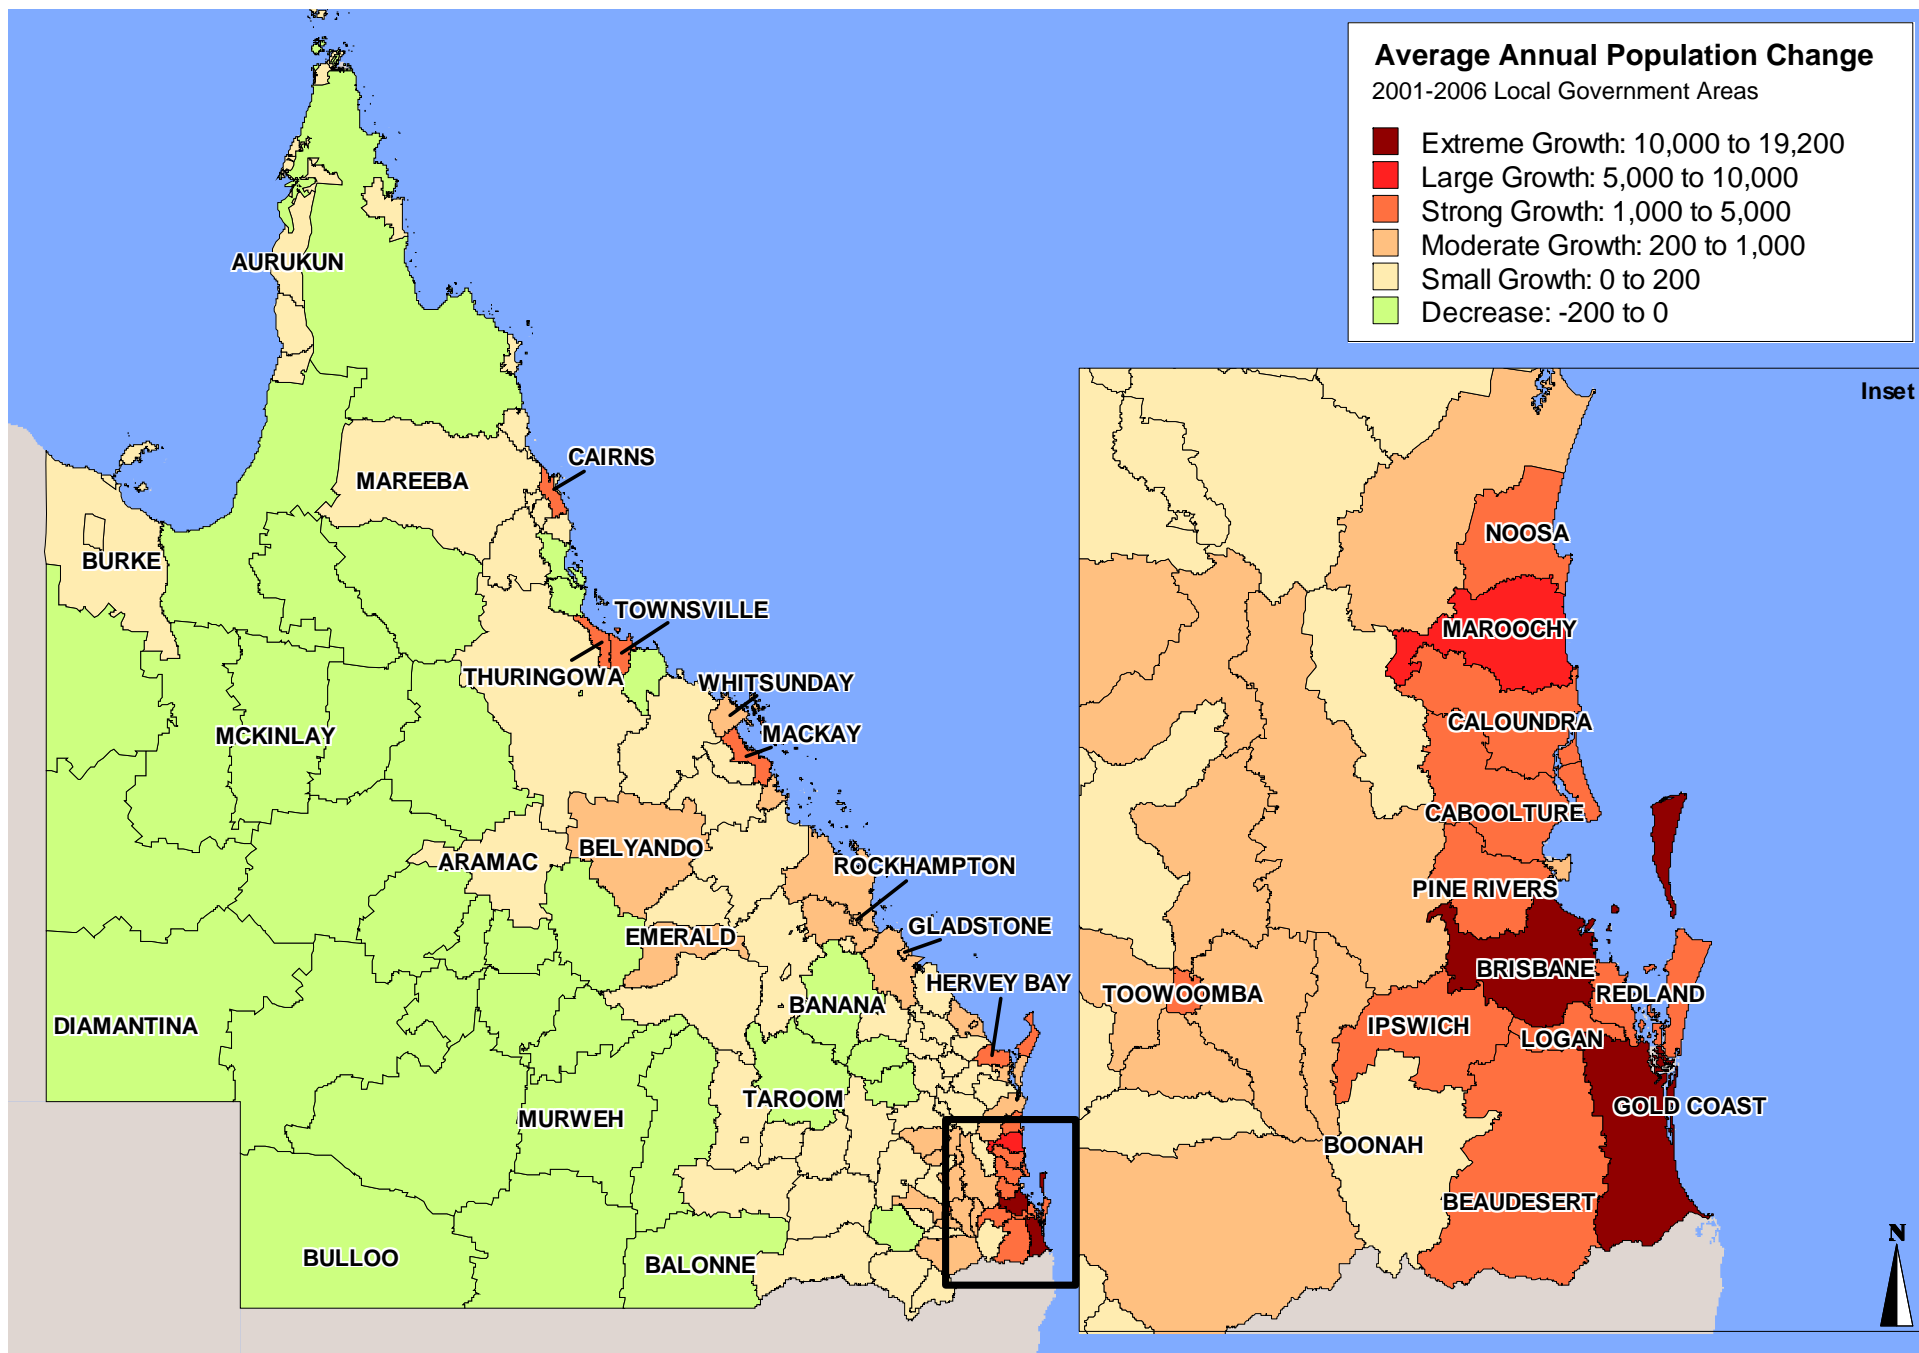 Average Annual Population Change
2001-2006 Local Government Areas
Extreme Growth: 10,000 to 19,200
Large Growth: 5,000 to 10,000
Strong Growth: 1,000 to 5,000
Moderate Growth: 200 to 1,000
Small Growth: 0 to 200
Decrease: -200 to 0
AURUKUN
CAIRNS
MAREEBA
BURKE
TOWNSVILLE
THURINGOWA
WHITSUNDAY
MCKINLAY
MACKAY
BELYANDO
ARAMAC
ROCKHAMPTON
EMERALD
GLADSTONE
HERVEY BAY
BANANA
DIAMANTINA
TAROOM
MURWEH
BULLOO
BALONNE
Inset
NOOSA
MAROOCHY
CALOUNDRA
CABOOLTURE
PINE RIVERS
BRISBANE
TOOWOOMBA
REDLAND
IPSWICH
LOGAN
GOLD COAST
BOONAH
BEAUDESERT
N